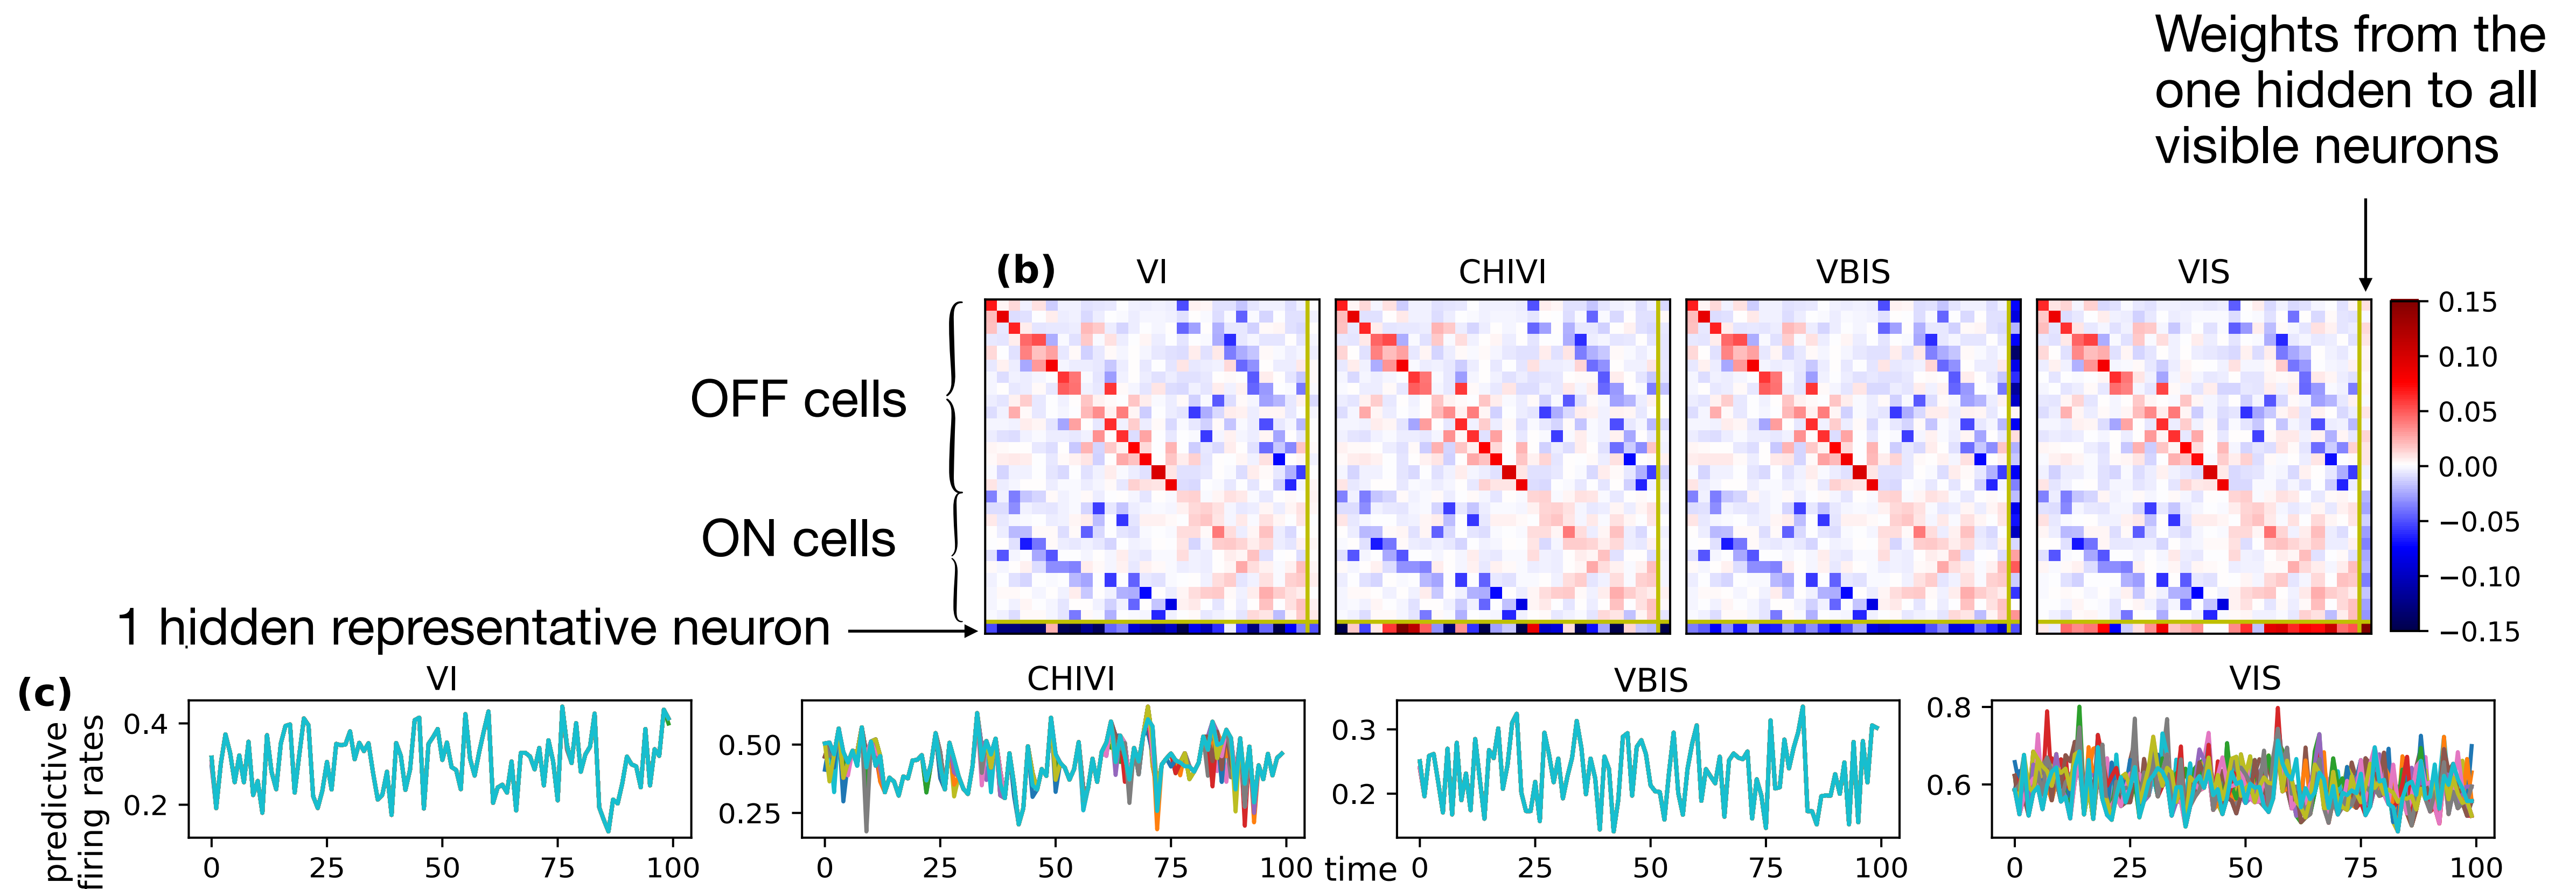 Weights from the
one hidden to all
visible neurons
(b)
VI
CHIVI
VBIS
VIS
OFF cells
ON cells
1 hidden representative neuron
0.15
0.10
0.05
0.00
−0.05
−0.10
−0.15
(c)
predictive
firing rates
VI
0.4
0.2
0 25 50 75 100
CHIVI
0.50
0.25
0 25 50 75 100
time
VBIS
0.3
0.2
0 25 50 75 100
VIS
0.8
0.6
0 25 50 75 100